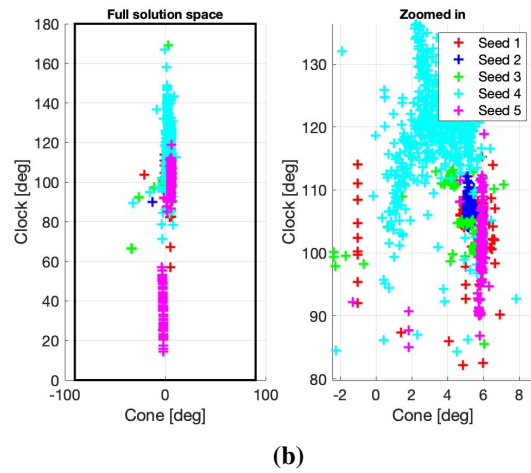 Full solution space
180
160
140
120
100
80
60
40
20
0
-100
0
100
Clock [deg]
Cone [deg]
Zoomed in
130
120
110
100
90
80
-2
0
2
4
6
8
Clock [deg]
Cone [deg]
Seed 1
Seed 2
Seed 3
Seed 4
Seed 5
(b)